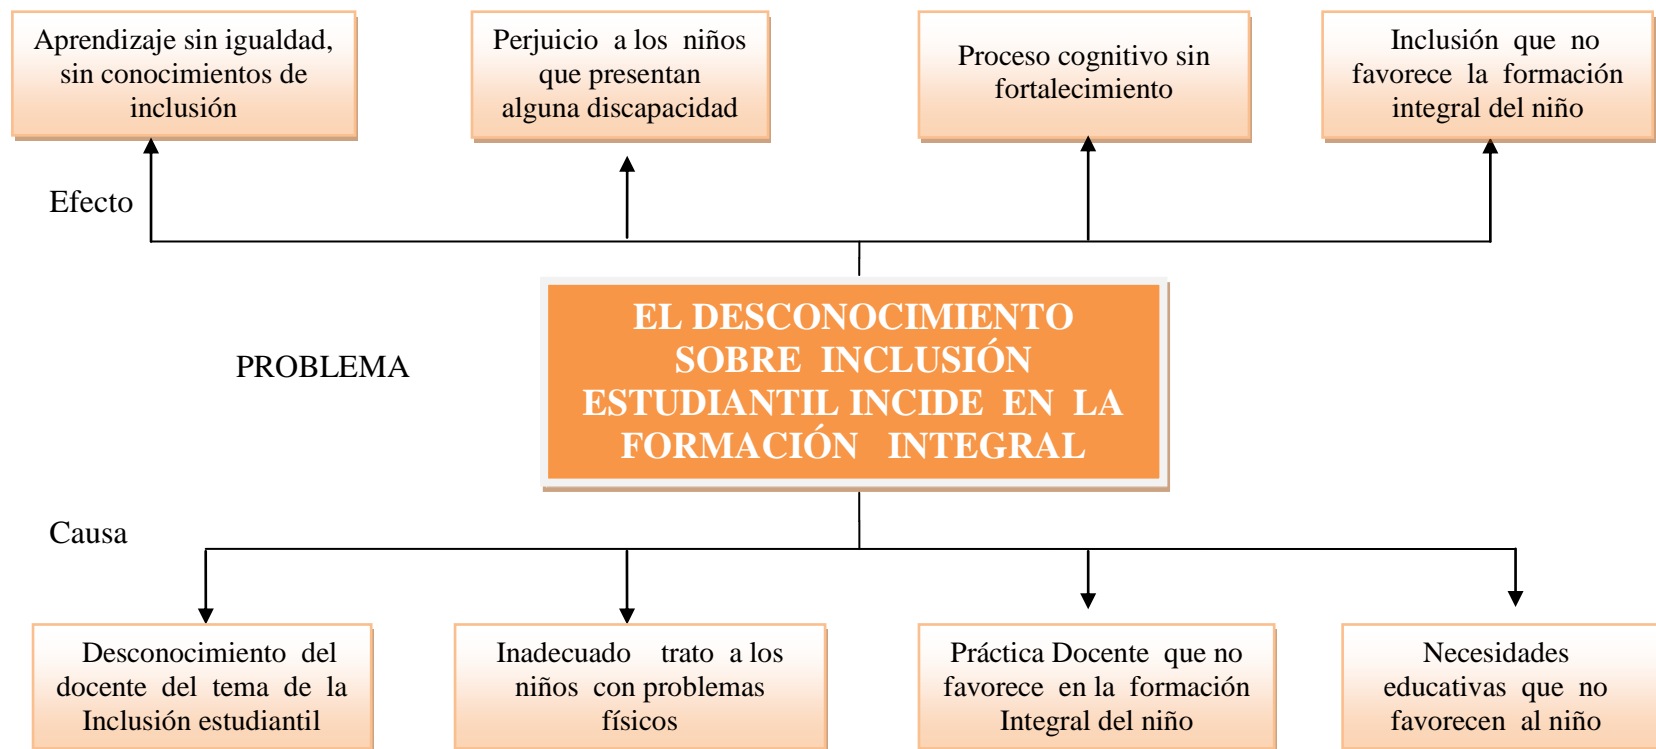 Aprendizaje sin igualdad,
sin conocimientos de
inclusión
Perjuicio a los niños
que presentan
alguna discapacidad
Proceso cognitivo sin
fortalecimiento
Inclusión que no
favorece la formación
integral del niño
Efecto
PROBLEMA
EL DESCONOCIMIENTO
SOBRE INCLUSIÓN
ESTUDIANTIL INCIDE EN LA
FORMACIÓN INTEGRAL
Causa
Desconocimiento del
docente del tema de la
Inclusión estudiantil
Inadecuado trato a los
niños con problemas
físicos
Práctica Docente que no
favorece en la formación
Integral del niño
Necesidades
educativas que no
favorecen al niño